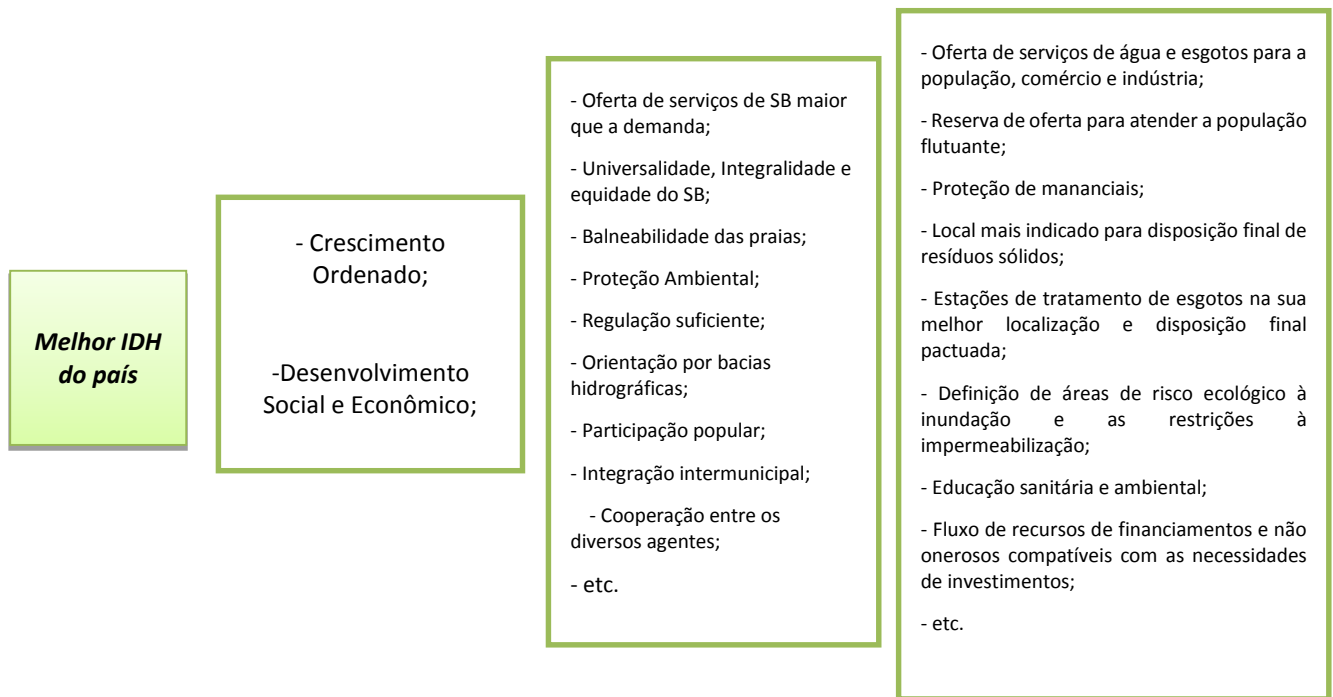 Melhor IDH
do país
- Crescimento
Ordenado;
-Desenvolvimento
Social e Econômico;
- Oferta de serviços de SB maior
que a demanda;
- Universalidade, Integralidade e
equidade do SB;
- Balneabilidade das praias;
- Proteção Ambiental;
- Regulação suficiente;
- Orientação por bacias
hidrográficas;
- Participação popular;
- Integração intermunicipal;
- Cooperação entre os
diversos agentes;
- etc.
- Oferta de serviços de água e esgotos para a
população, comércio e indústria;
- Reserva de oferta para atender a população
flutuante;
- Proteção de mananciais;
- Local mais indicado para disposição final de
resíduos sólidos;
- Estações de tratamento de esgotos na sua
melhor localização e disposição final
pactuada;
- Definição de áreas de risco ecológico à
inundação e as restrições à
impermeabilização;
- Educação sanitária e ambiental;
- Fluxo de recursos de financiamentos e não
onerosos compatíveis com as necessidades
de investimentos;
- etc.